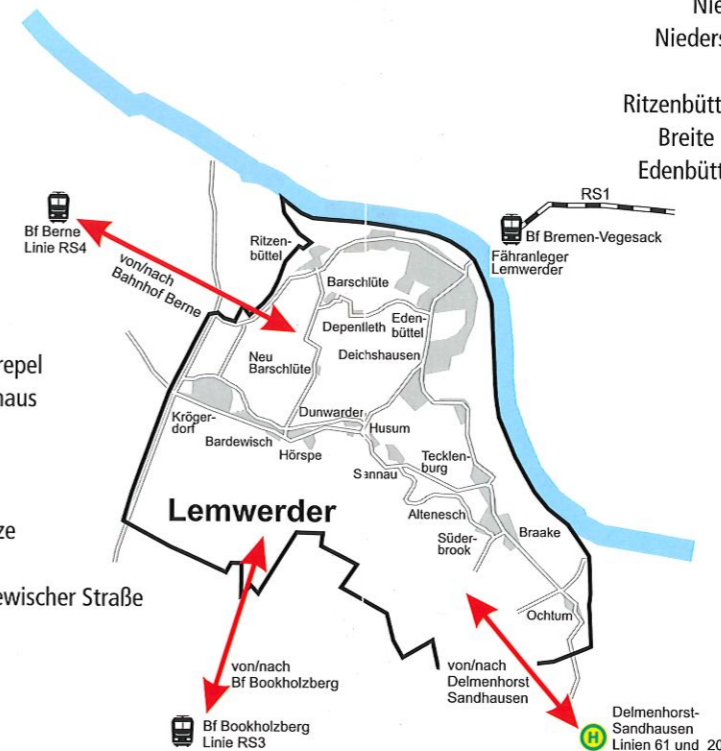 Nie
Nieders
Ritzenbütt
Breite
Edenbütt
RS1
Bf Bremen-Vegesack
Fähranleger
Lemwerder
Bf Berne
Linie RS4
von/nach
Bahnhof Berne
Ritzen-
büttel
Barschlüte
Depenfleth
Eden-
büttel
Deichshausen
Neu
Barschlüte
repel
haus
Kröger-
dorf
Dunwarder
Husum
Bardewisch
Hörspe
Sannau
Tecklen-
burg
Lemwerder
Altenesch
Süder-
brook
Braake
Ochtum
ze
ewischer Straße
von/nach
Bf Bookholzberg
Bf Bookholzberg
Linie RS3
von/nach
Delmenhorst
Sandhausen
H
Delmenhorst-
Sandhausen
Linien 61 und 20